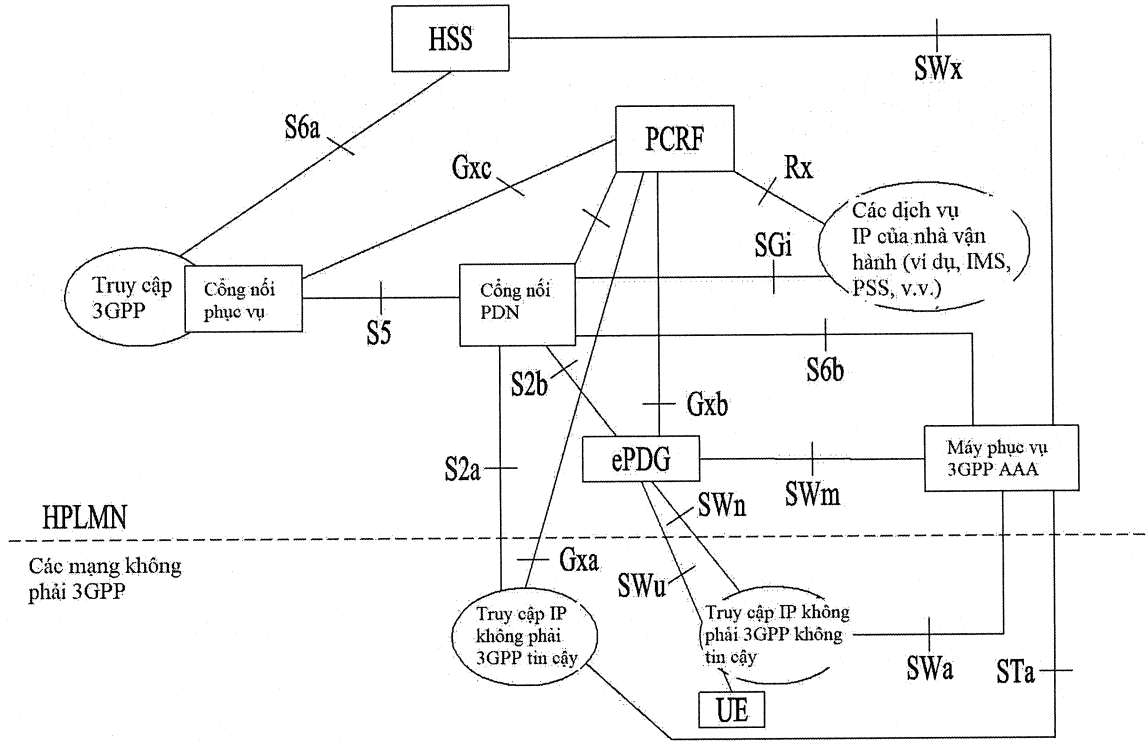 HSS
SWx
S6a
PCRF
Gxc
Rx
Các dịch vụ
IP của nhà vận
hành (ví dụ, IMS,
PSS, v.v.)
SGi
Truy cập
3GPP
Cổng nối
phục vụ
Cổng nối
PDN
S5
S6b
S2b
Gxb
ePDG
Máy phục vụ
3GPP AAA
S2a
SWm
SWn
HPLMN
Các mạng không
phải 3GPP
Gxa
SWu
Truy cập IP
không phải
3GPP tin cậy
Truy cập IP không
phải 3GPP không
tin cậy
SWa
STa
UE